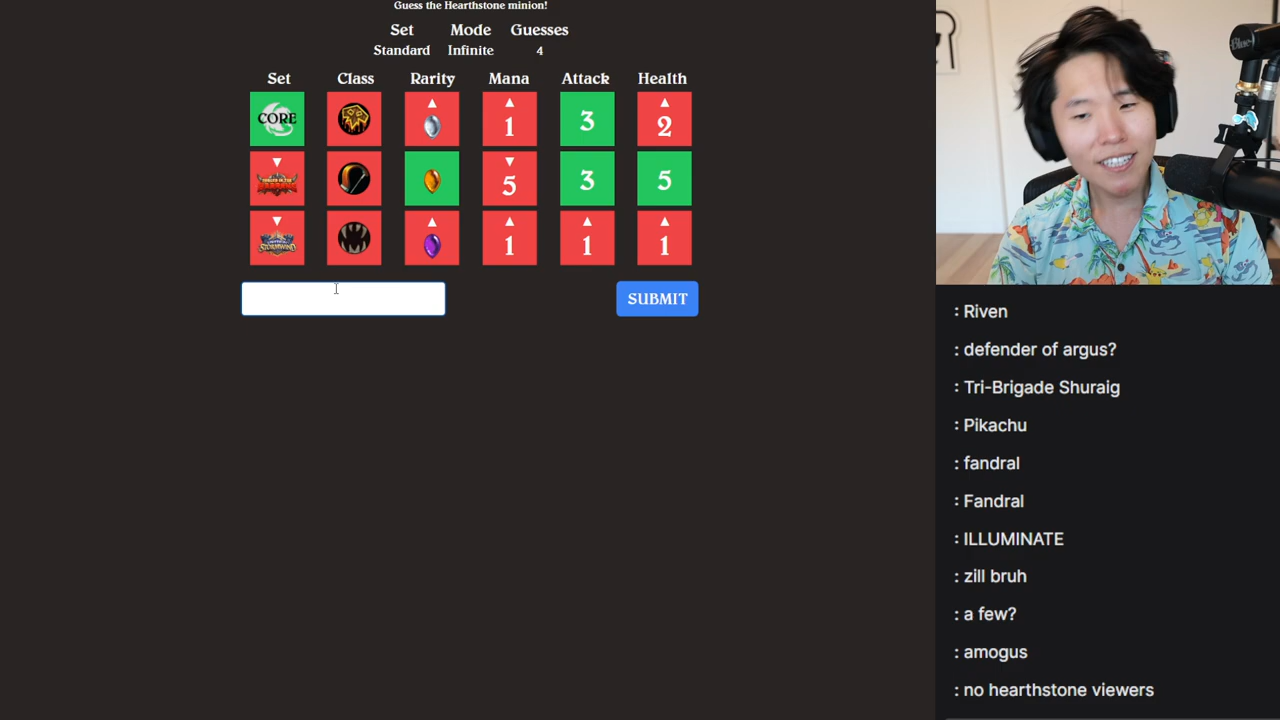 Guess the Hearthstone minion!
Set Mode Guesses
Standard Infinite 4
Set Class Rarity Mana Attack Health
CORE 1 3 2
5 3 5
STORMWIND 1 1 1
SUBMIT
: Riven
: defender of argus?
: Tri-Brigade Shuraig
: Pikachu
: fandral
: Fandral
: ILLUMINATE
: zill bruh
: a few?
: amogus
: no hearthstone viewers
Blue